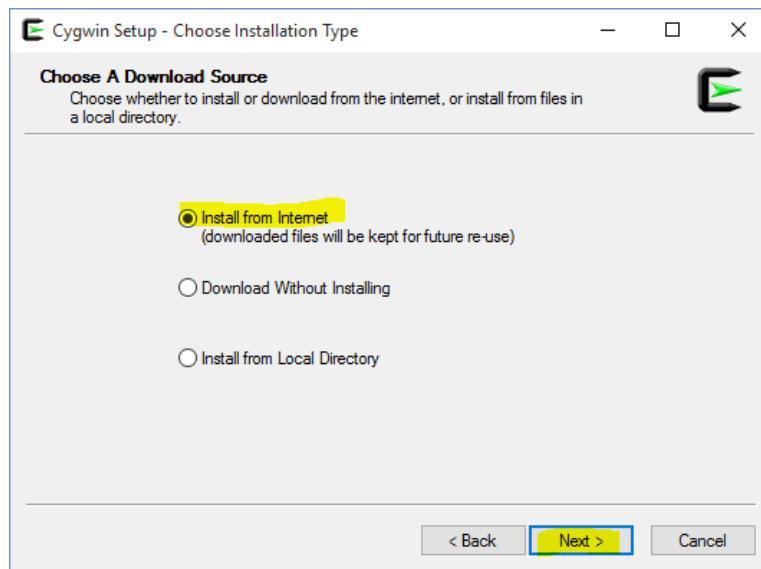 Cygwin Setup - Choose Installation Type
Choose A Download Source
Choose whether to install or download from the internet, or install from files in
a local directory.
Install from Internet
(downloaded files will be kept for future re-use)
Download Without Installing
Install from Local Directory
< Back Next > Cancel